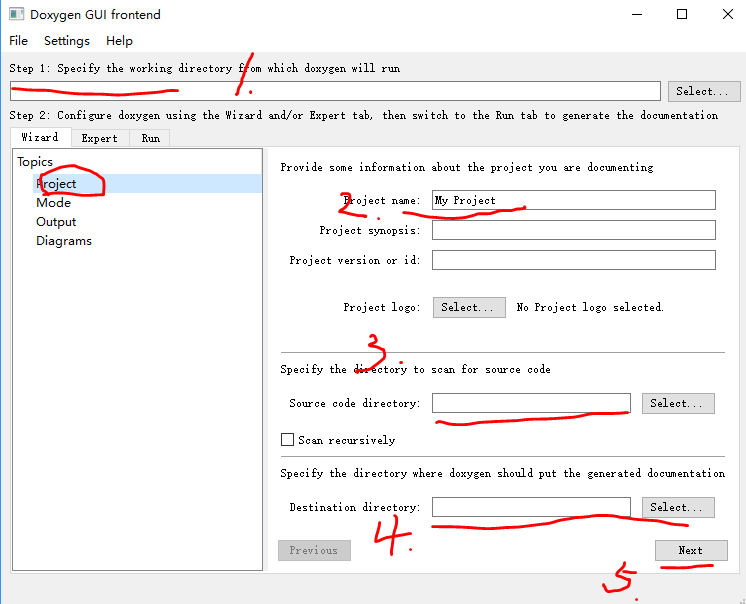 Doxygen GUI frontend
File Settings Help
1.
Step 1: Specify the working directory from which doxygen will run
Select...
Step 2: Configure doxygen using the Wizard and/or Expert tab, then switch to the Run tab to generate the documentation
Wizard Expert Run
Topics
Project
Mode
Output
Diagrams
Provide some information about the project you are documenting
2.
Project name: My Project
Project synopsis:
Project version or id:
Project logo: Select... No Project logo selected.
3.
Specify the directory to scan for source code
Source code directory: Select...
Scan recursively
Specify the directory where doxygen should put the generated documentation
Destination directory: Select...
4.
Previous Next
5.